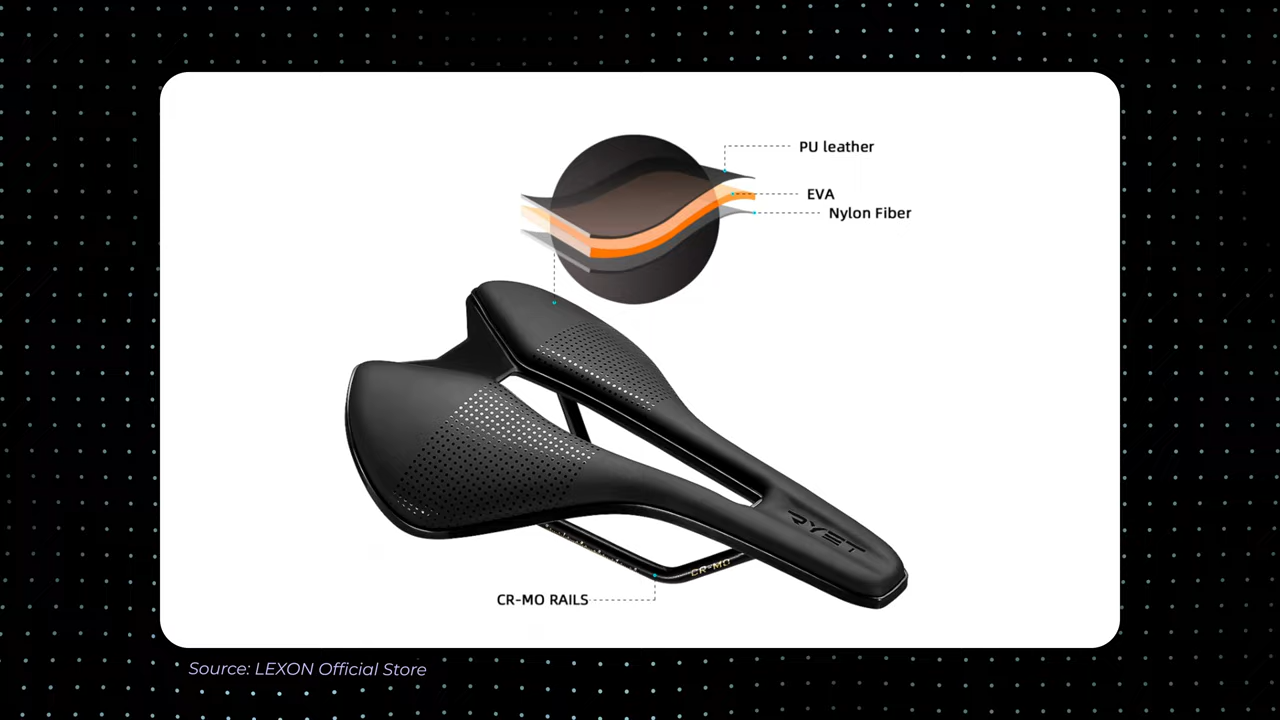 PU leather
EVA
Nylon Fiber
RYET
CR-MO
CR-MO RAILS
Source: LEXON Official Store